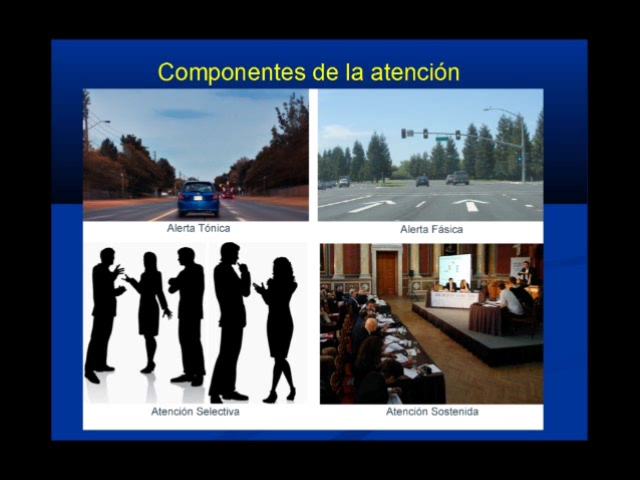 Componentes de la atención
Alerta Tónica
Alerta Fásica
Atención Selectiva
Atención Sostenida